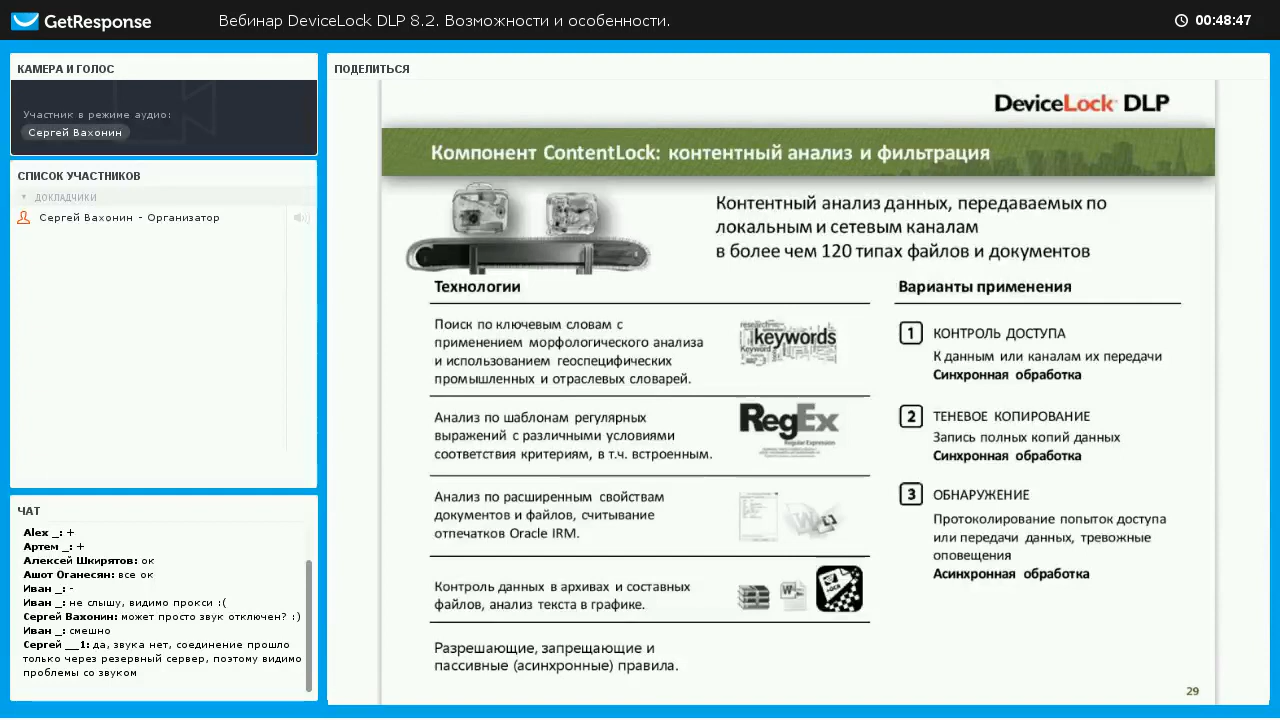 GetResponse
Вебинар DeviceLock DLP 8.2. Возможности и особенности.
00:48:47
КАМЕРА И ГОЛОС
Участник в режиме аудио:
Сергей Вахонин
СПИСОК УЧАСТНИКОВ
ДОКЛАДЧИКИ
Сергей Вахонин - Организатор
ЧАТ
Alex _: +
Артем _: +
Алексей Шкирятов: ок
Ашот Оганесян: все ок
Иван _: -
Иван _: не слышу, видимо прокси :(
Сергей Вахонин: может просто звук отключен? :)
Иван _: смешно
Сергей __1: да, звука нет, соединение прошло
только через резервный сервер, поэтому видимо
проблемы со звуком
ПОДЕЛИТЬСЯ
DeviceLock DLP
Компонент ContentLock: контентный анализ и фильтрация
Контентный анализ данных, передаваемых по
локальным и сетевым каналам
в более чем 120 типах файлов и документов
Технологии
Поиск по ключевым словам с
применением морфологического анализа
и использованием геоспецифических
промышленных и отраслевых словарей.
researching
keywords
Keyword
Анализ по шаблонам регулярных
выражений с различными условиями
соответствия критериям, в т.ч. встроенным.
RegEx
Regular Expression
Анализ по расширенным свойствам
документов и файлов, считывание
отпечатков Oracle IRM.
Контроль данных в архивах и составных
файлов, анализ текста в графике.
Разрешающие, запрещающие и
пассивные (асинхронные) правила.
Варианты применения
1 КОНТРОЛЬ ДОСТУПА
К данным или каналам их передачи
Синхронная обработка
2 ТЕНЕВОЕ КОПИРОВАНИЕ
Запись полных копий данных
Синхронная обработка
3 ОБНАРУЖЕНИЕ
Протоколирование попыток доступа
или передачи данных, тревожные
оповещения
Асинхронная обработка
29